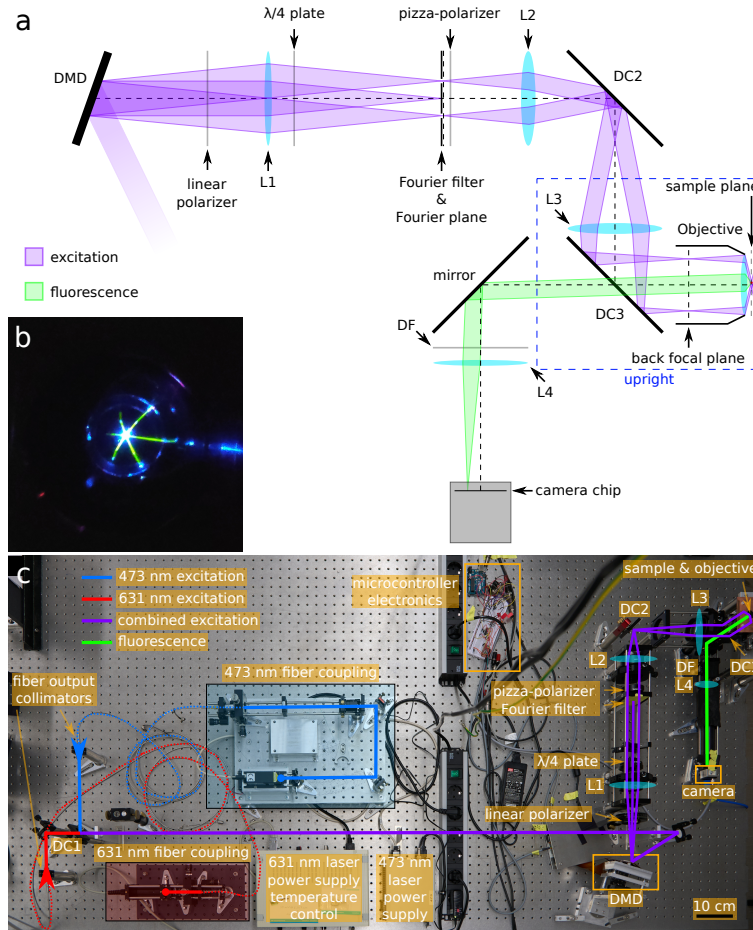 a
DMD
λ/4 plate
pizza-polarizer
L2
DC2
linear
polarizer
L1
Fourier filter
&
Fourier plane
sample plane
L3
Objective
excitation
fluorescence
mirror
DC3
DF
back focal plane
upright
L4
camera chip
b
c
473 nm excitation
631 nm excitation
combined excitation
fluorescence
microcontroller
electronics
sample & objective
L3
DC2
fiber output
collimators
473 nm fiber coupling
L2
DF
DC3
L4
pizza-polarizer
Fourier filter
λ/4 plate
L1
camera
linear polarizer
DC1
631 nm fiber coupling
631 nm laser
power supply
temperature
control
473 nm
laser
power
supply
DMD
10 cm